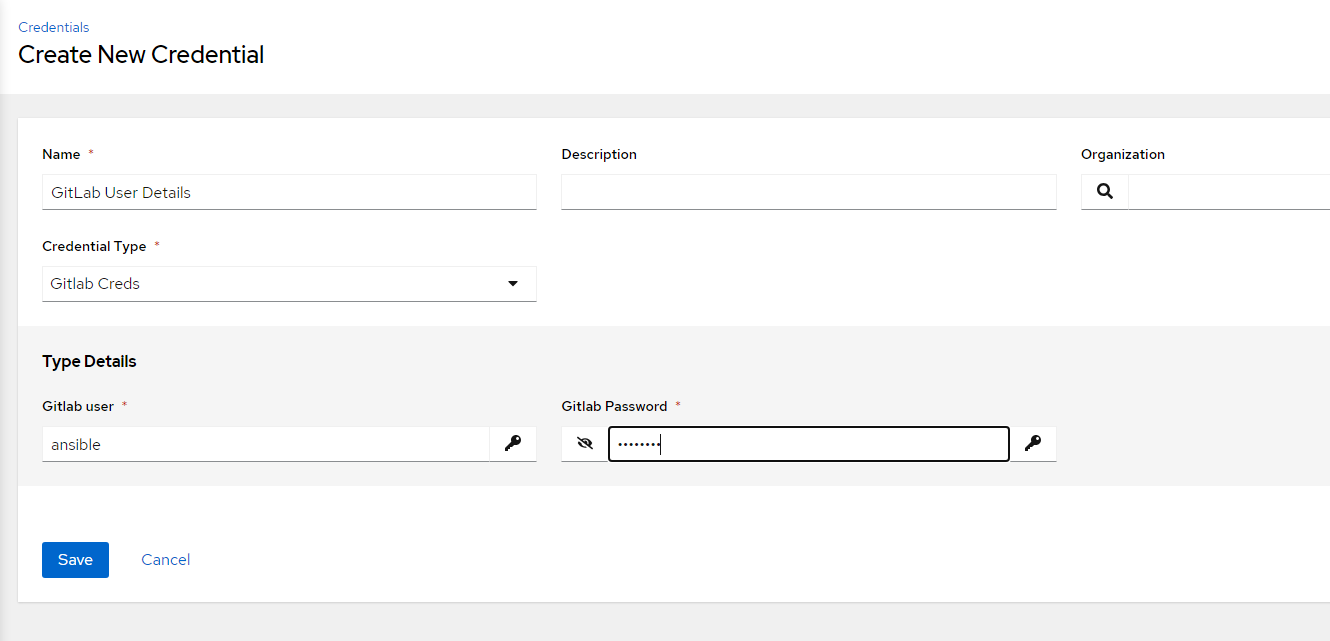 Credentials
Create New Credential
Name *
Description
Organization
GitLab User Details
Credential Type *
Gitlab Creds
Type Details
Gitlab user *
Gitlab Password *
ansible
••••••••
Save
Cancel